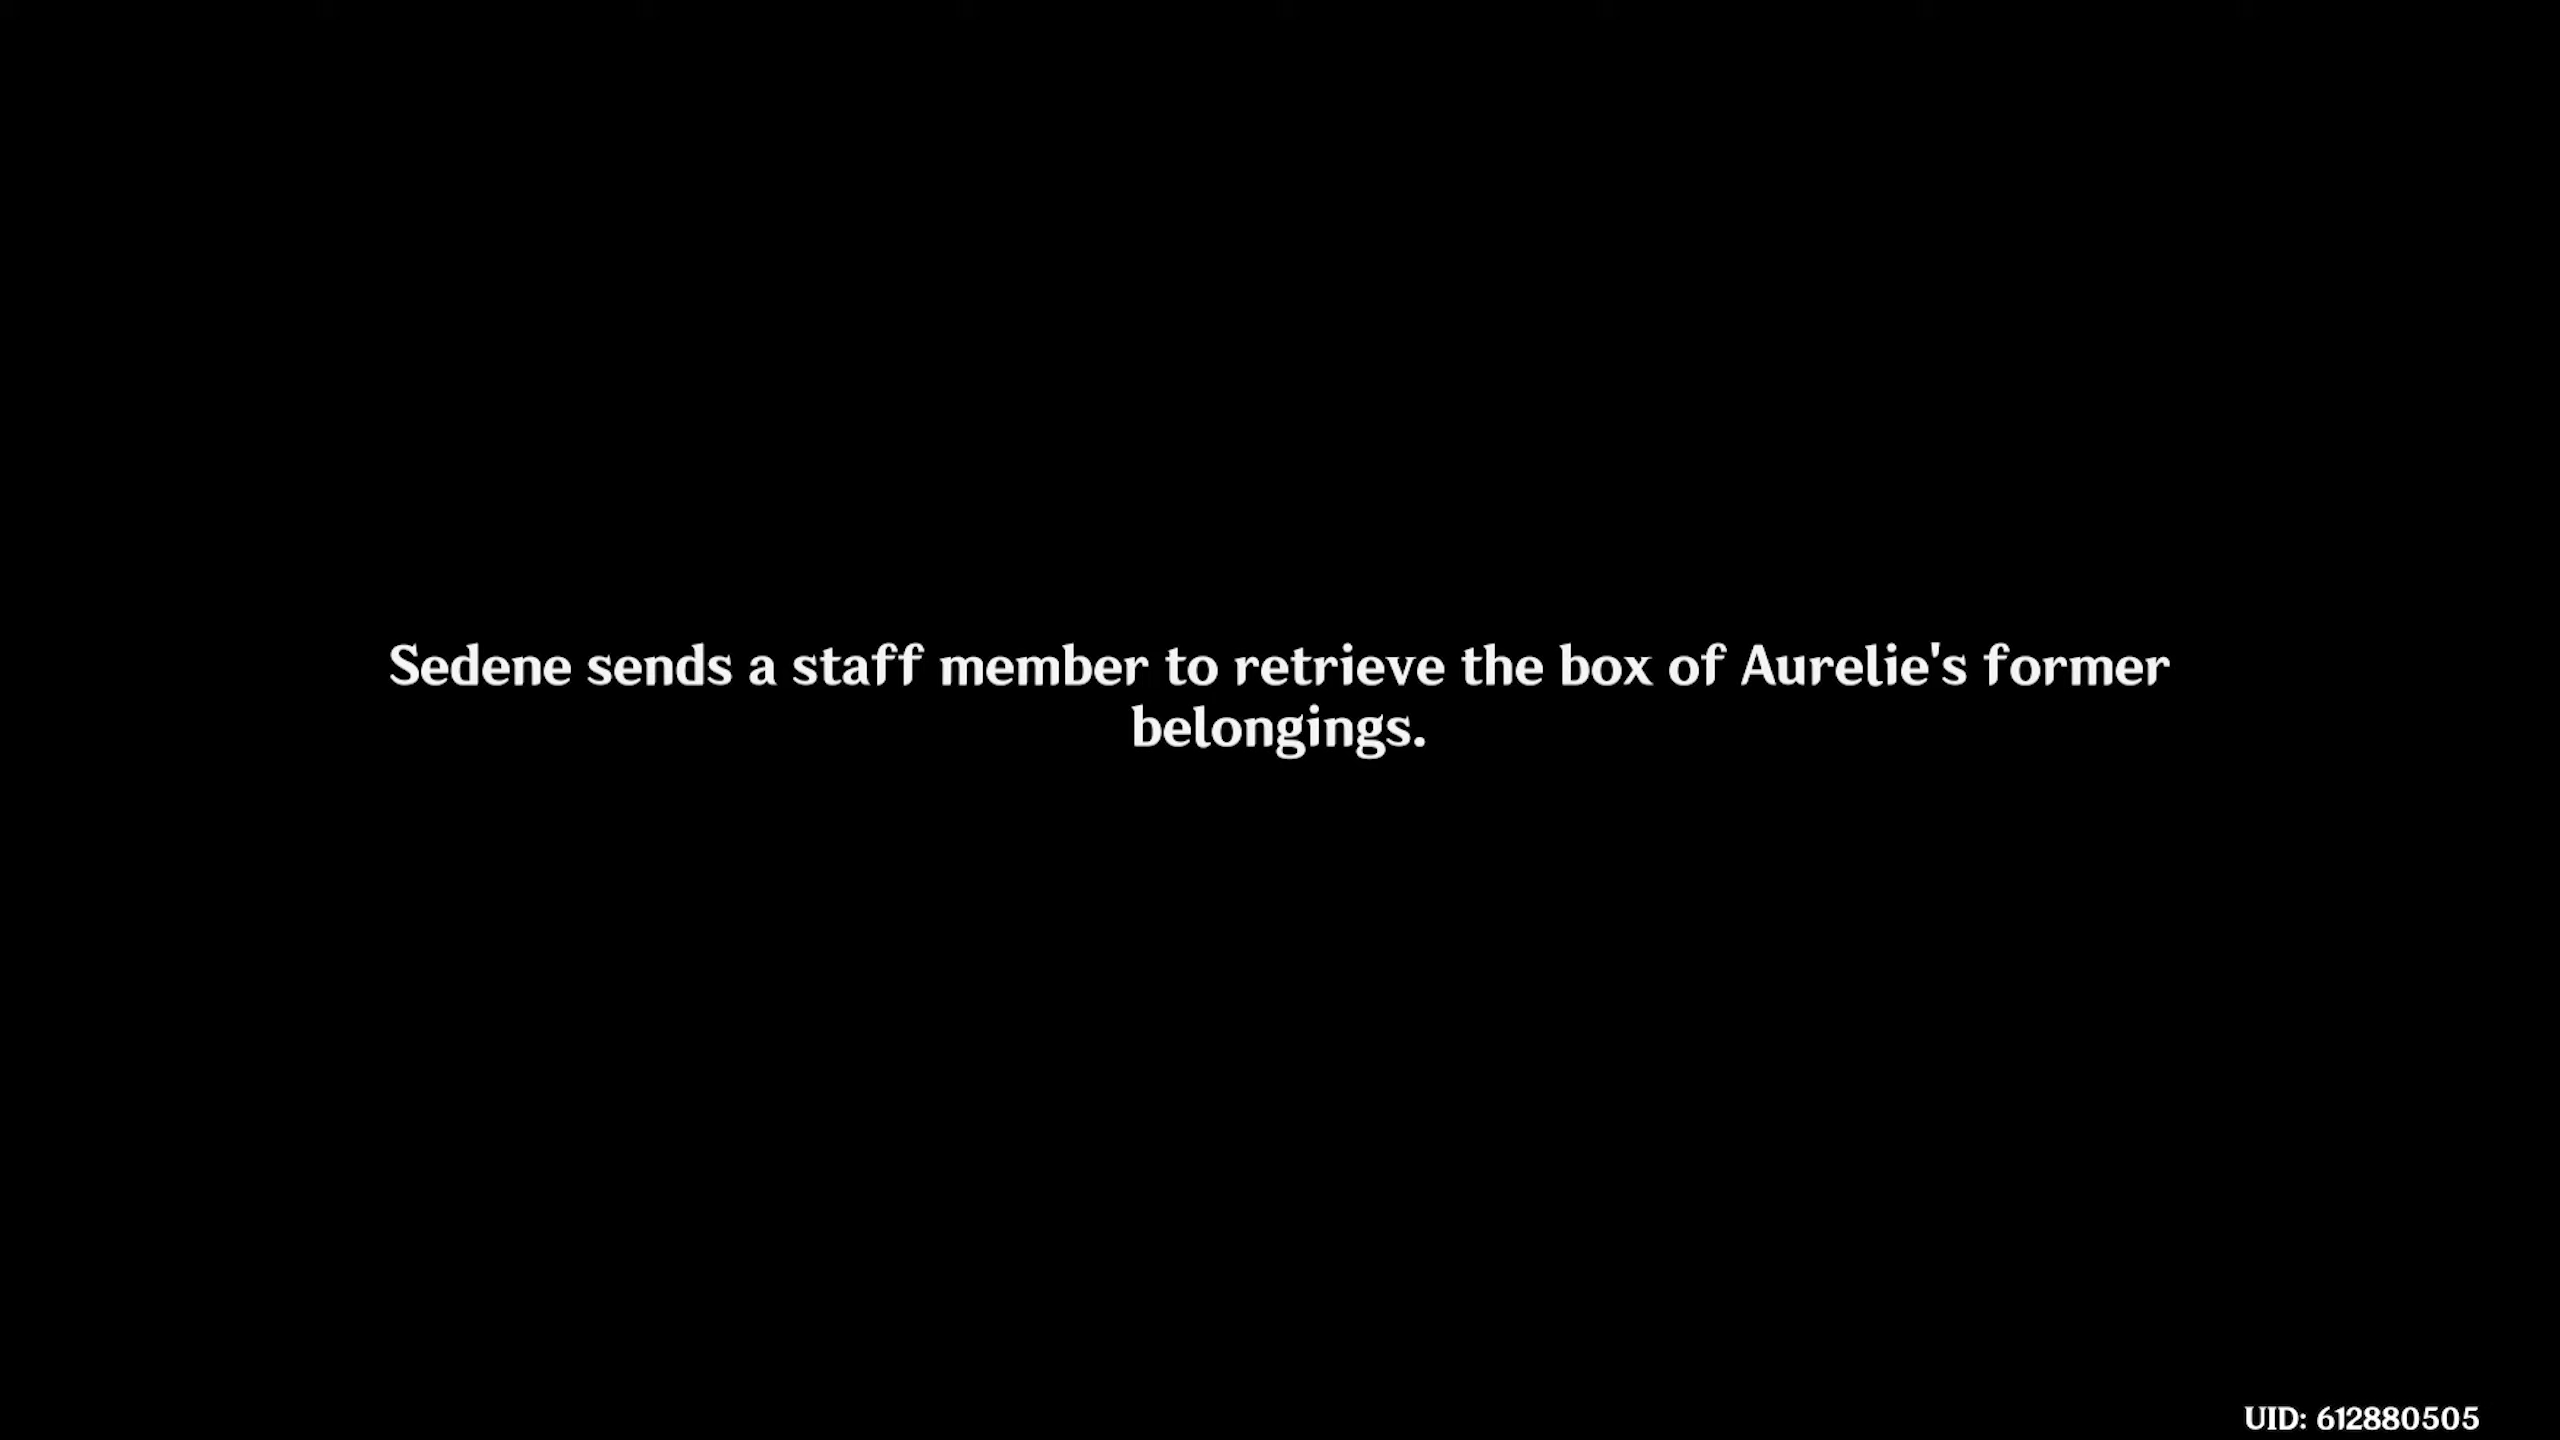 Sedene sends a staff member to retrieve the box of Aurelie's former
belongings.
UID: 612880505